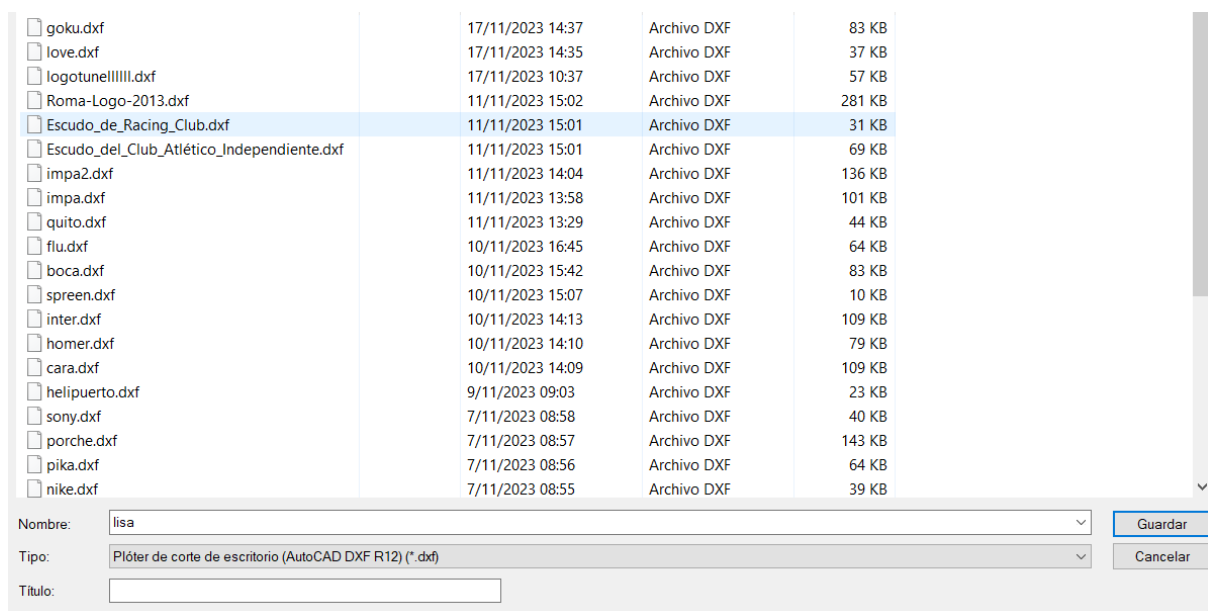 goku.dxf 17/11/2023 14:37 Archivo DXF 83 KB
love.dxf 17/11/2023 14:35 Archivo DXF 37 KB
logotunellllll.dxf 17/11/2023 10:37 Archivo DXF 57 KB
Roma-Logo-2013.dxf 11/11/2023 15:02 Archivo DXF 281 KB
Escudo_de_Racing_Club.dxf 11/11/2023 15:01 Archivo DXF 31 KB
Escudo_del_Club_Atlético_Independiente.dxf 11/11/2023 15:01 Archivo DXF 69 KB
impa2.dxf 11/11/2023 14:04 Archivo DXF 136 KB
impa.dxf 11/11/2023 13:58 Archivo DXF 101 KB
quito.dxf 11/11/2023 13:29 Archivo DXF 44 KB
flu.dxf 10/11/2023 16:45 Archivo DXF 64 KB
boca.dxf 10/11/2023 15:42 Archivo DXF 83 KB
spreen.dxf 10/11/2023 15:07 Archivo DXF 10 KB
inter.dxf 10/11/2023 14:13 Archivo DXF 109 KB
homer.dxf 10/11/2023 14:10 Archivo DXF 79 KB
cara.dxf 10/11/2023 14:09 Archivo DXF 109 KB
helipuerto.dxf 9/11/2023 09:03 Archivo DXF 23 KB
sony.dxf 7/11/2023 08:58 Archivo DXF 40 KB
porche.dxf 7/11/2023 08:57 Archivo DXF 143 KB
pika.dxf 7/11/2023 08:56 Archivo DXF 64 KB
nike.dxf 7/11/2023 08:55 Archivo DXF 39 KB
Nombre: lisa Guardar
Tipo: Plóter de corte de escritorio (AutoCAD DXF R12) (*.dxf) Cancelar
Título: